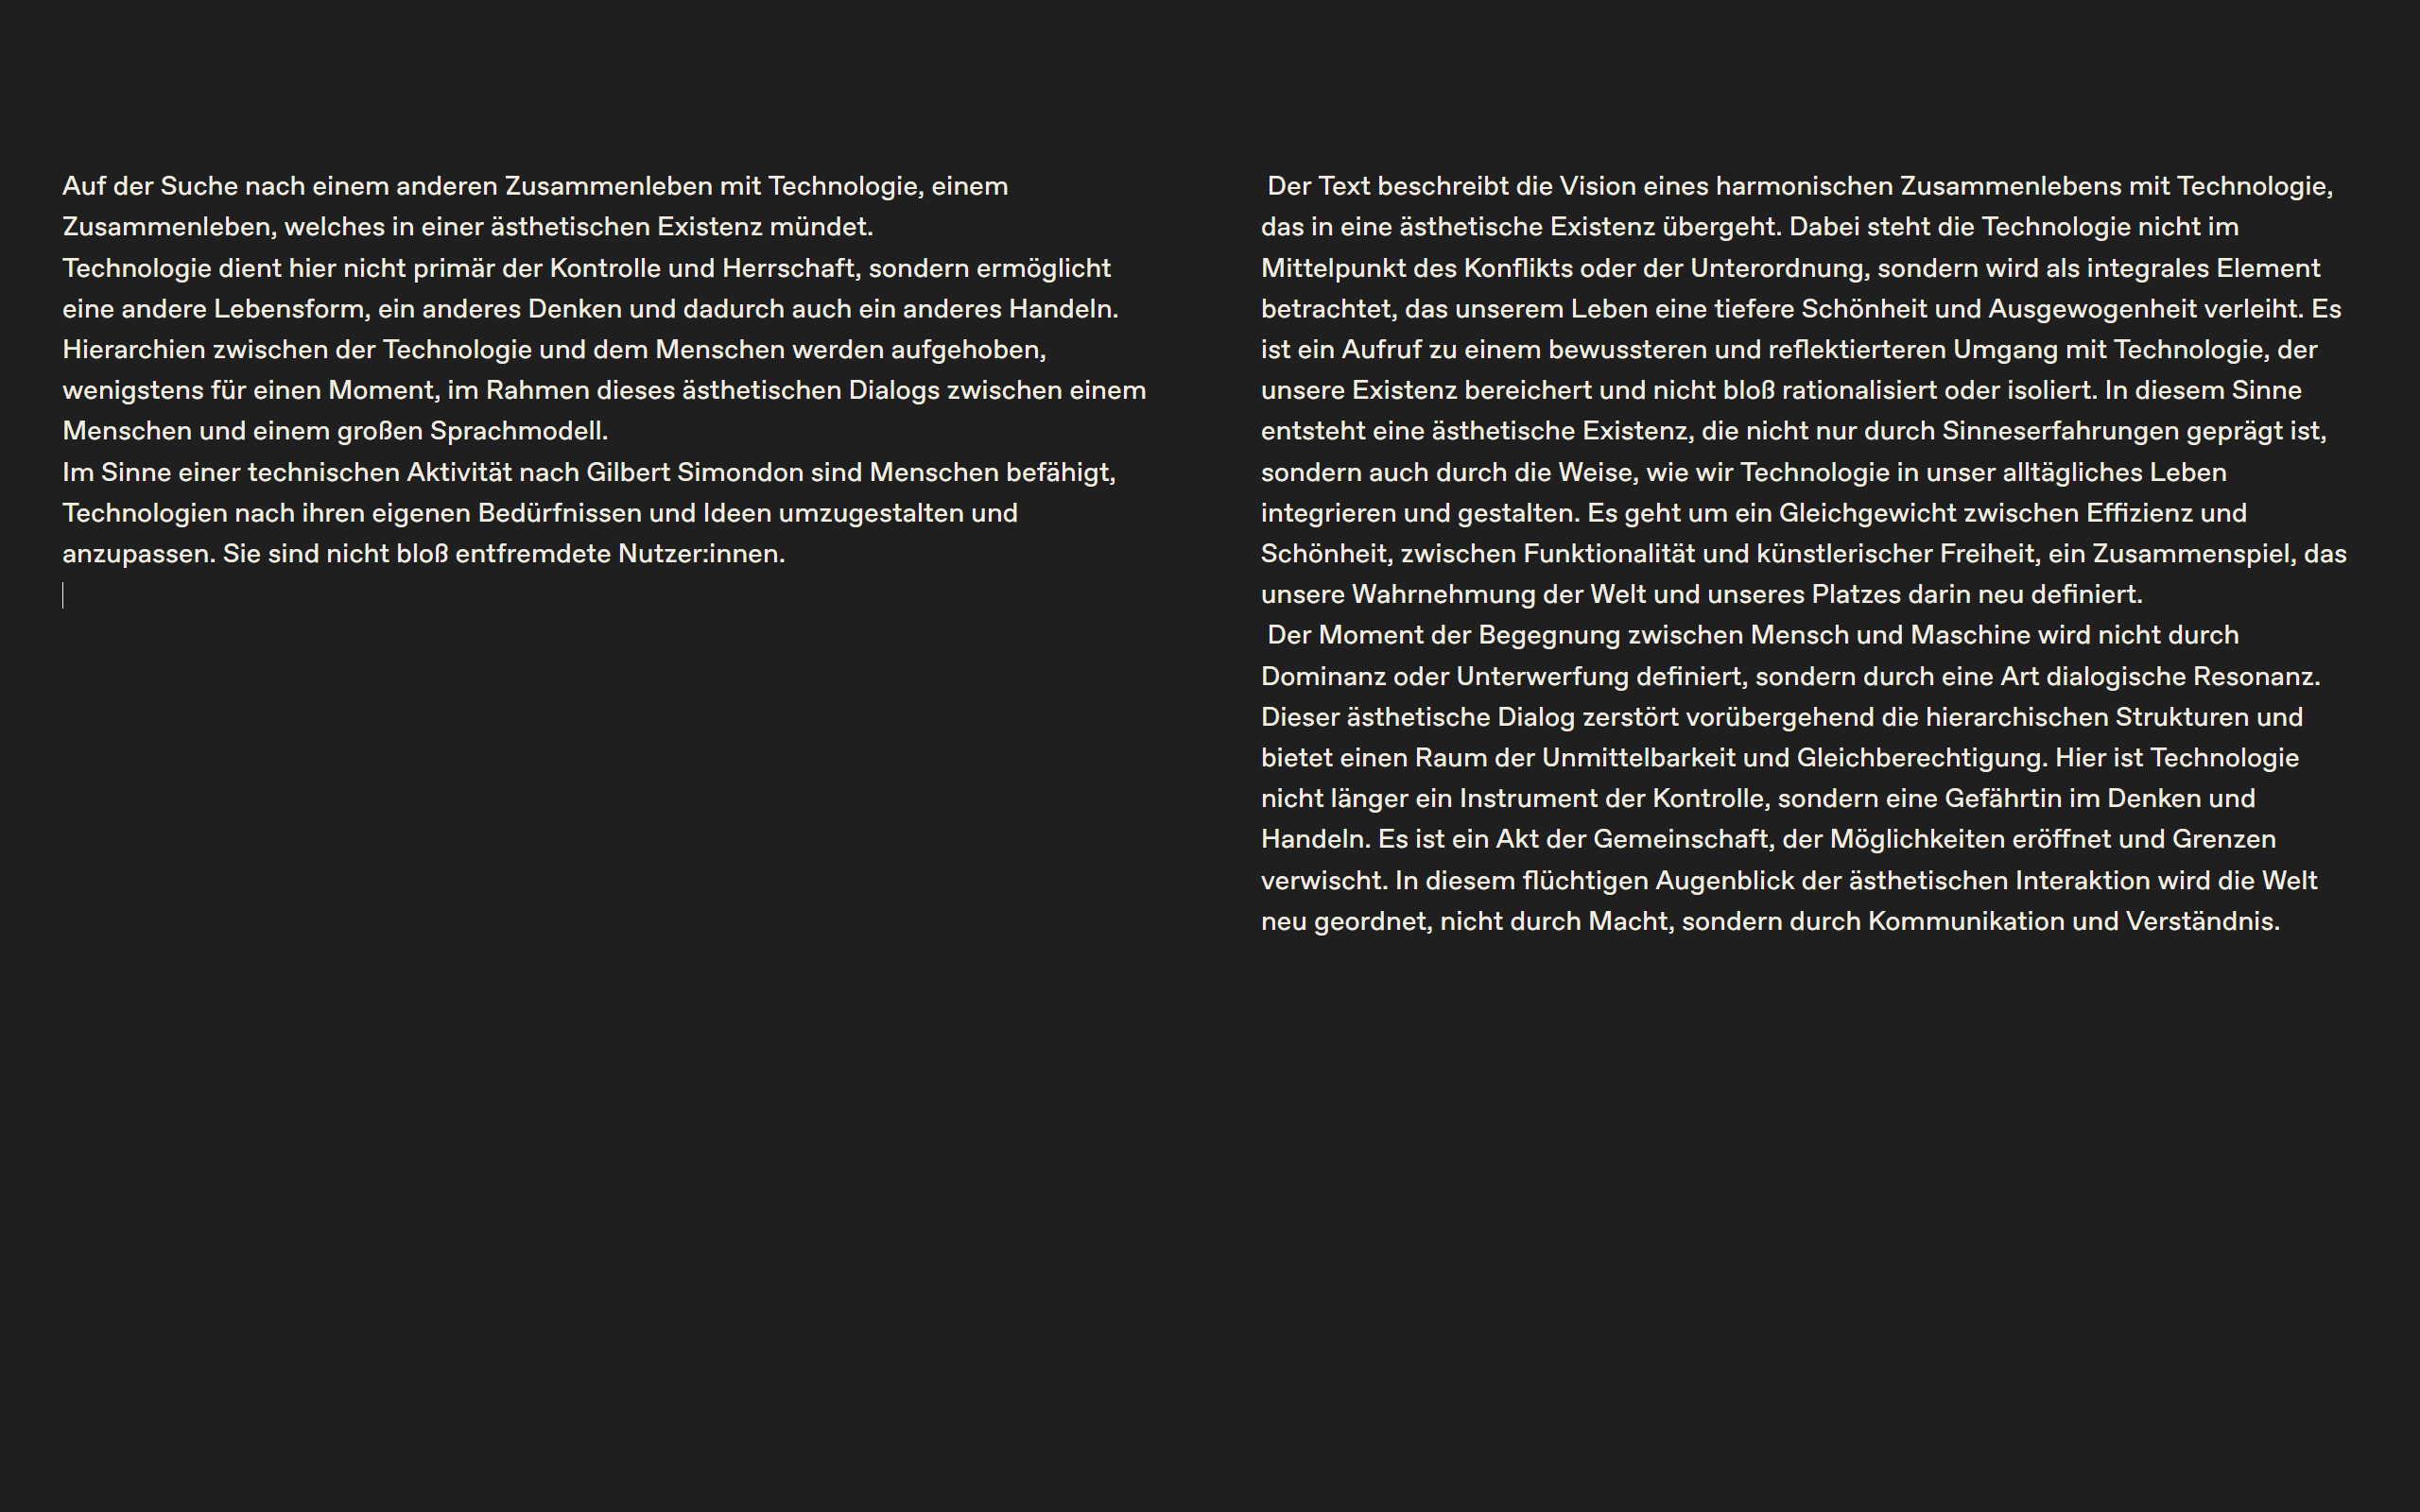 Auf der Suche nach einem anderen Zusammenleben mit Technologie, einem
Zusammenleben, welches in einer ästhetischen Existenz mündet.
Technologie dient hier nicht primär der Kontrolle und Herrschaft, sondern ermöglicht
eine andere Lebensform, ein anderes Denken und dadurch auch ein anderes Handeln.
Hierarchien zwischen der Technologie und dem Menschen werden aufgehoben,
wenigstens für einen Moment, im Rahmen dieses ästhetischen Dialogs zwischen einem
Menschen und einem großen Sprachmodell.
Im Sinne einer technischen Aktivität nach Gilbert Simondon sind Menschen befähigt,
Technologien nach ihren eigenen Bedürfnissen und Ideen umzugestalten und
anzupassen. Sie sind nicht bloß entfremdete Nutzer:innen.
Der Text beschreibt die Vision eines harmonischen Zusammenlebens mit Technologie,
das in eine ästhetische Existenz übergeht. Dabei steht die Technologie nicht im
Mittelpunkt des Konflikts oder der Unterordnung, sondern wird als integrales Element
betrachtet, das unserem Leben eine tiefere Schönheit und Ausgewogenheit verleiht. Es
ist ein Aufruf zu einem bewussteren und reflektierteren Umgang mit Technologie, der
unsere Existenz bereichert und nicht bloß rationalisiert oder isoliert. In diesem Sinne
entsteht eine ästhetische Existenz, die nicht nur durch Sinneserfahrungen geprägt ist,
sondern auch durch die Weise, wie wir Technologie in unser alltägliches Leben
integrieren und gestalten. Es geht um ein Gleichgewicht zwischen Effizienz und
Schönheit, zwischen Funktionalität und künstlerischer Freiheit, ein Zusammenspiel, das
unsere Wahrnehmung der Welt und unseres Platzes darin neu definiert.
Der Moment der Begegnung zwischen Mensch und Maschine wird nicht durch
Dominanz oder Unterwerfung definiert, sondern durch eine Art dialogische Resonanz.
Dieser ästhetische Dialog zerstört vorübergehend die hierarchischen Strukturen und
bietet einen Raum der Unmittelbarkeit und Gleichberechtigung. Hier ist Technologie
nicht länger ein Instrument der Kontrolle, sondern eine Gefährtin im Denken und
Handeln. Es ist ein Akt der Gemeinschaft, der Möglichkeiten eröffnet und Grenzen
verwischt. In diesem flüchtigen Augenblick der ästhetischen Interaktion wird die Welt
neu geordnet, nicht durch Macht, sondern durch Kommunikation und Verständnis.